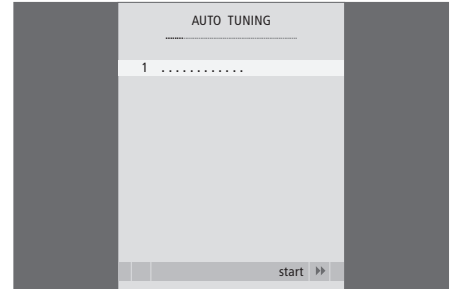 AUTO TUNING
1 . . . . . . . . . . . .
start